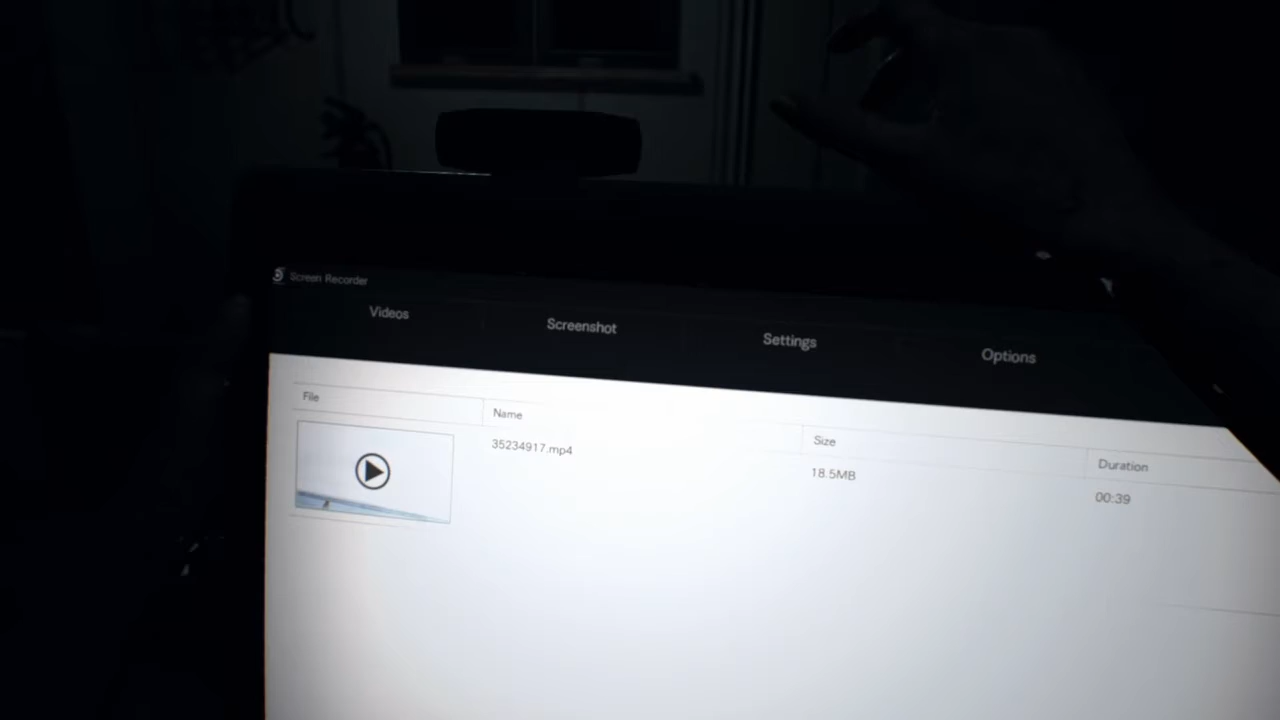 Screen Recorder
Videos Screenshot Settings Options
File Name Size Duration
35234917.mp4 18.5MB 00:39